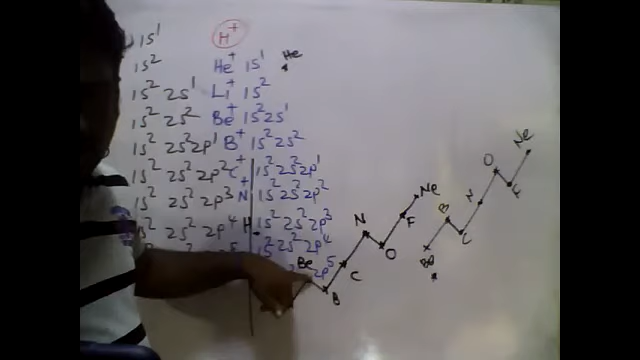 1S¹ H⁺
1S² He⁺ 1S¹ He
1S² 2S¹ Li⁺ 1S²
1S² 2S² Be⁺ 1S² 2S¹
1S² 2S² 2p¹ B⁺ 1S² 2S²
1S² 2S² 2p² C⁺ 1S² 2S² 2p¹
1S² 2S² 2p³ N⁺ 1S² 2S² 2p²
1S² 2S² 2p⁴ 1S² 2S² 2p³
1S² 2S² 2p⁴
2p⁵
H
Be
B
C
N
O
F
Ne
Be
B
C
N
O
F
Ne